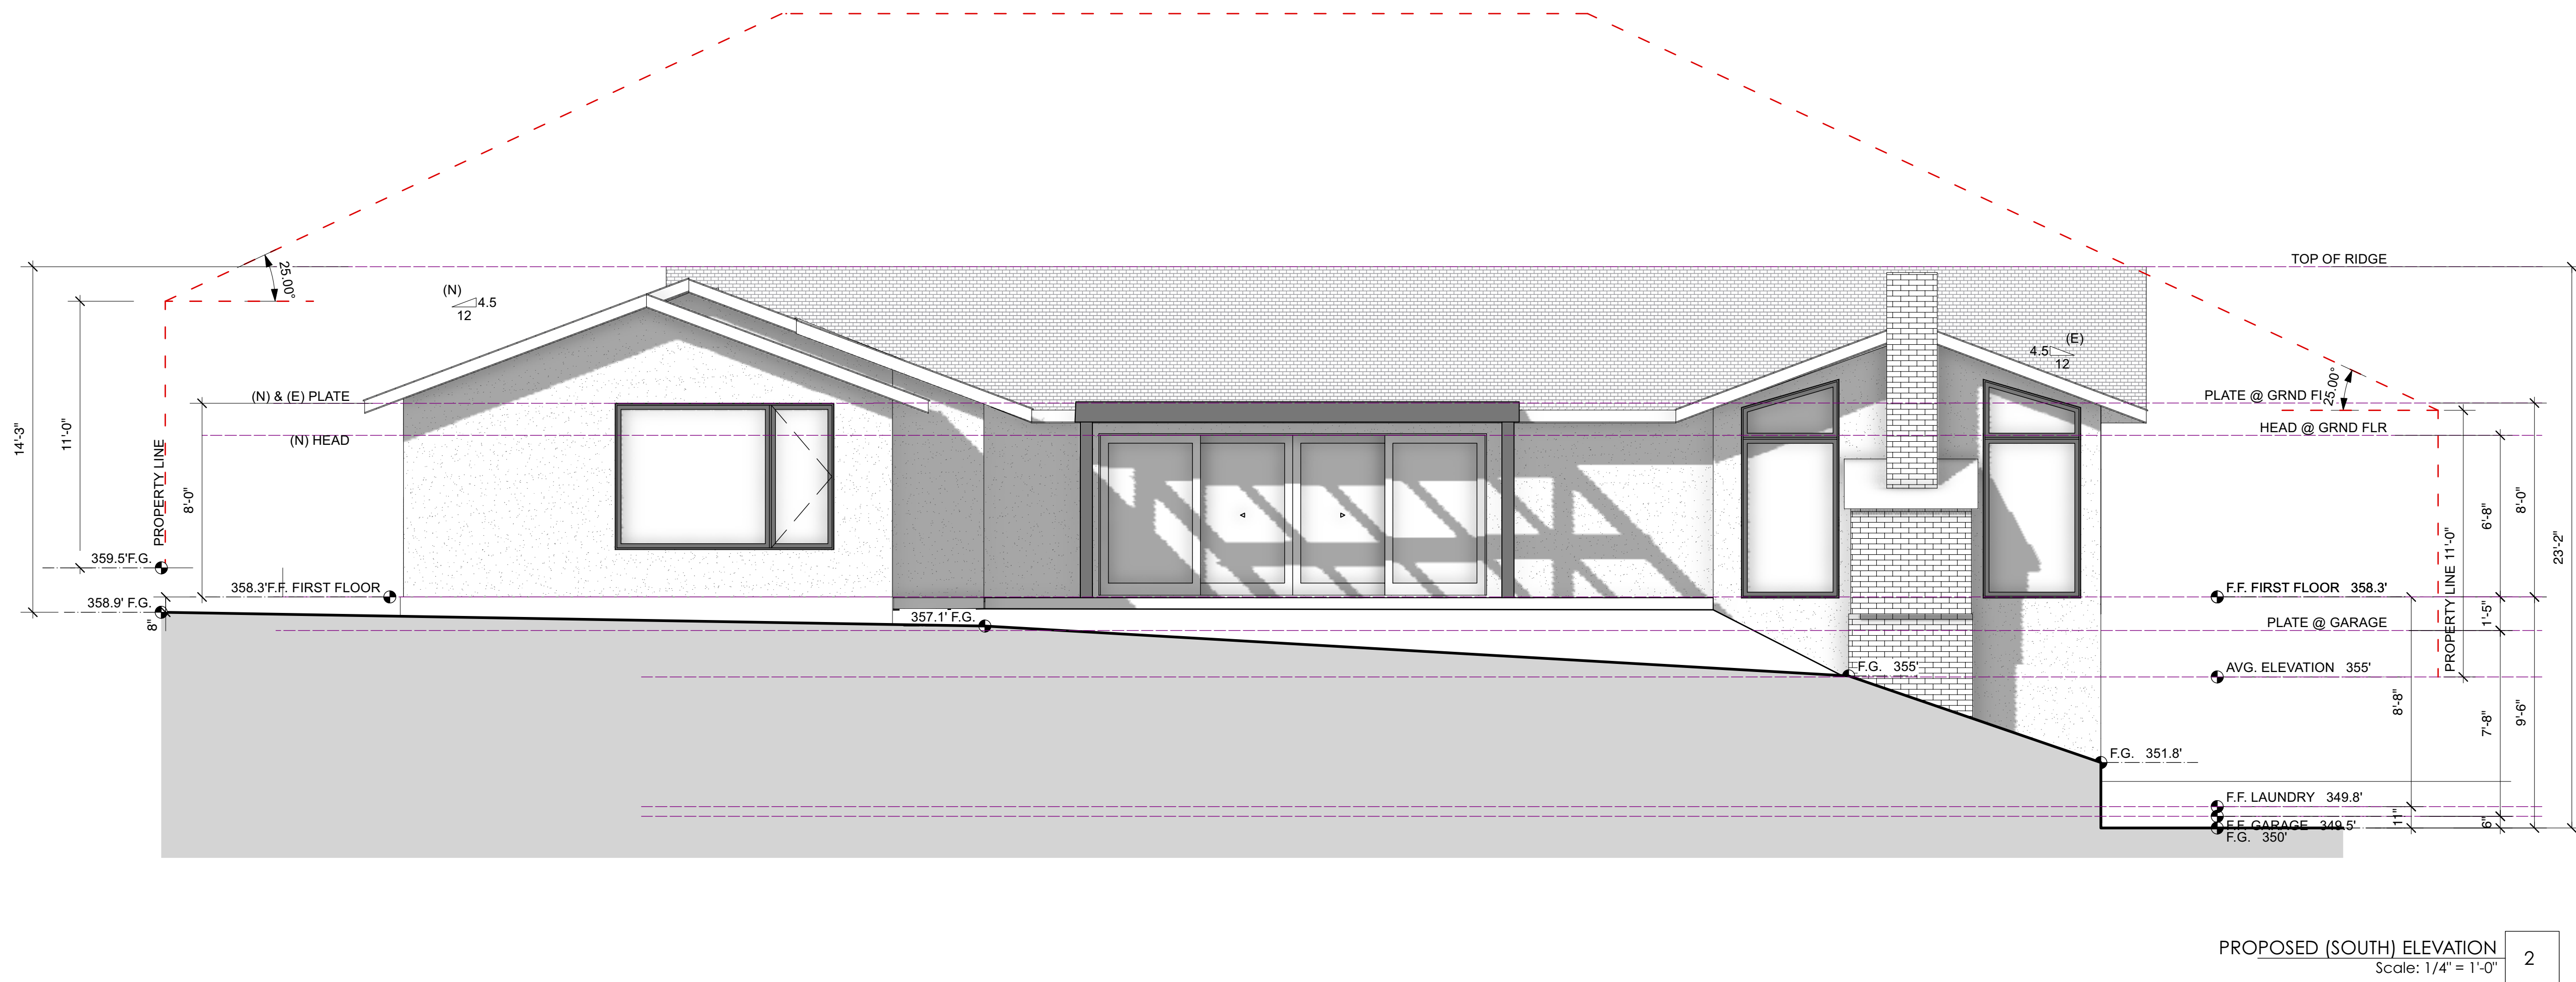 TOP OF RIDGE
25.00°
(N)
4.5
12
14'-3"
11'-0"
(E)
4.5
12
25.00°
(N) & (E) PLATE
PLATE @ GRND Fl
(N) HEAD
HEAD @ GRND FLR
PROPERTY LINE
8'-0"
6'-8"
8'-0"
23'-2"
359.5'F.G.
358.3'F.F. FIRST FLOOR
F.F. FIRST FLOOR 358.3'
358.9' F.G.
8"
357.1' F.G.
1'-5"
PLATE @ GARAGE
PROPERTY LINE 11'-0"
F.G. 355'
AVG. ELEVATION 355'
8'-8"
7'-8"
9'-6"
F.G. 351.8'
F.F. LAUNDRY 349.8'
11"
6"
F.F. GARAGE 349.5'
F.G. 350'
PROPOSED (SOUTH) ELEVATION
Scale: 1/4" = 1'-0"
2